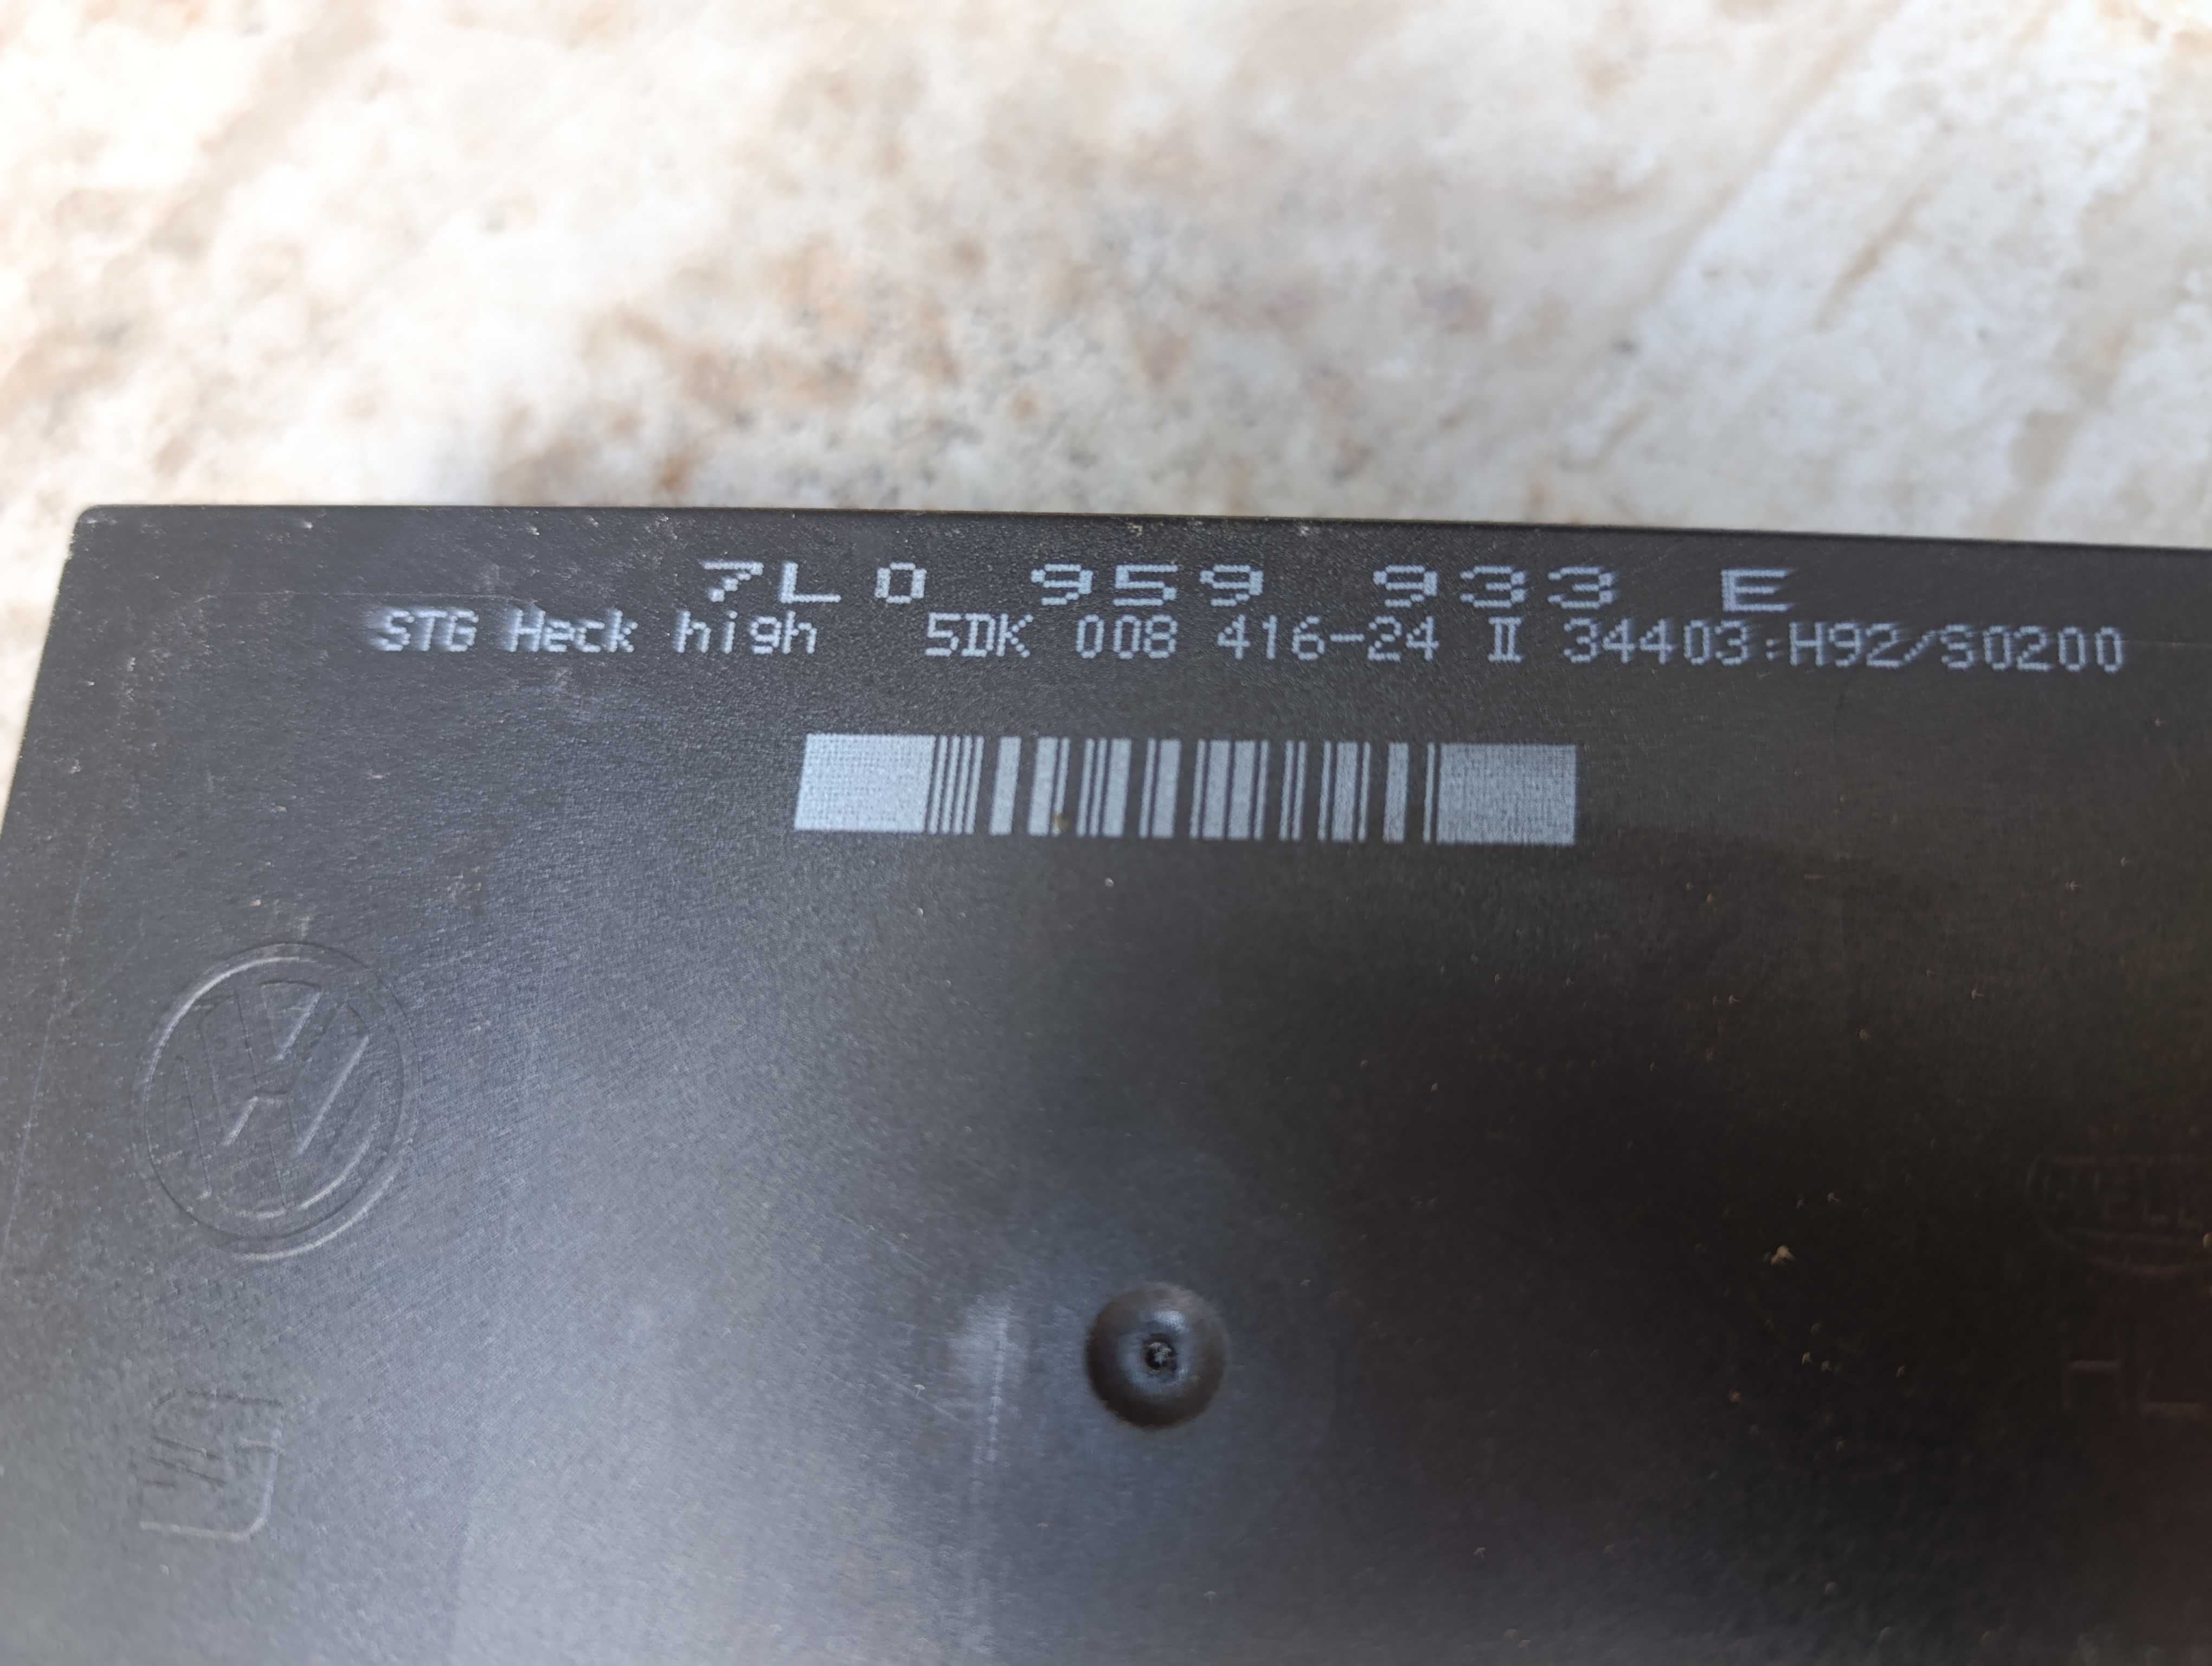 7L0 959 933 E
STG Heck high 5DK 008 416-24 II 34403:H92/S0200